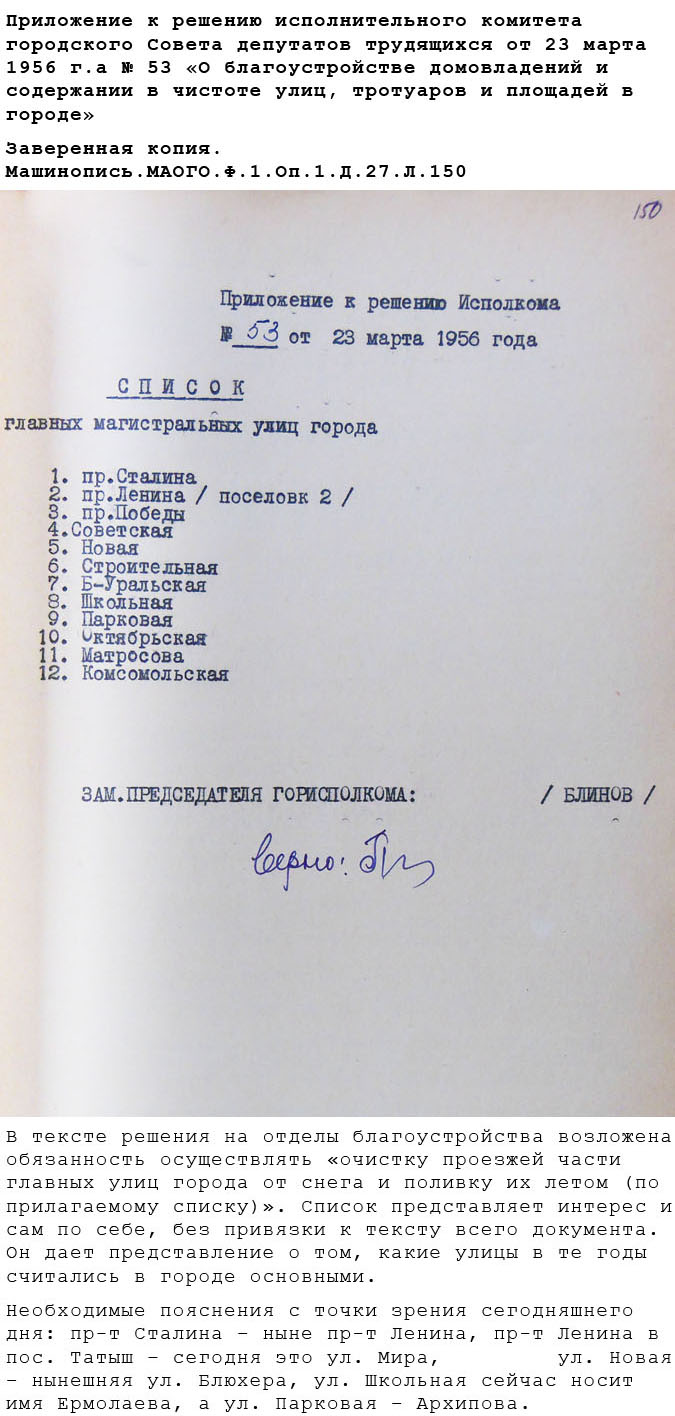 Приложение к решению исполнительного комитета
городского Совета депутатов трудящихся от 23 марта
1956 г.а № 53 «О благоустройстве домовладений и
содержании в чистоте улиц, тротуаров и площадей в
городе»
Заверенная копия.
Машинопись.МАОГО.Ф.1.Оп.1.Д.27.Л.150
150
Приложение к решению Исполкома
№ 53 от 23 марта 1956 года
С П И С О К
главных магистральных улиц города
1. пр.Сталина
2. пр.Ленина / поселовк 2 /
3. пр.Победы
4.Советская
5. Новая
6. Строительная
7. Б-Уральская
8. Школьная
9. Парковая
10. Октябрьская
11. Матросова
12. Комсомольская
ЗАМ.ПРЕДСЕДАТЕЛЯ ГОРИСПОЛКОМА: / БЛИНОВ /
Верно:
В тексте решения на отделы благоустройства возложена
обязанность осуществлять «очистку проезжей части
главных улиц города от снега и поливку их летом (по
прилагаемому списку)». Список представляет интерес и
сам по себе, без привязки к тексту всего документа.
Он дает представление о том, какие улицы в те годы
считались в городе основными.
Необходимые пояснения с точки зрения сегодняшнего
дня: пр-т Сталина – ныне пр-т Ленина, пр-т Ленина в
пос. Татыш – сегодня это ул. Мира, ул. Новая
– нынешняя ул. Блюхера, ул. Школьная сейчас носит
имя Ермолаева, а ул. Парковая – Архипова.